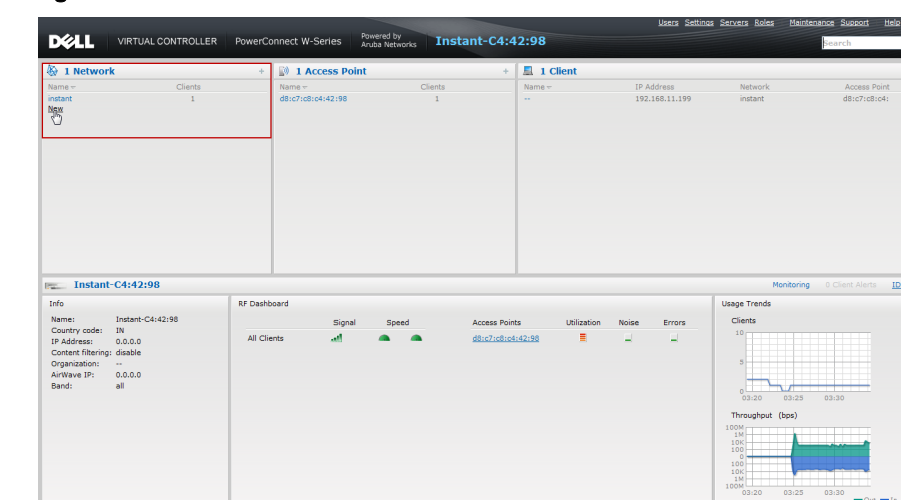 Users Settings Servers Roles Maintenance Support Help
DELL VIRTUAL CONTROLLER PowerConnect W-Series Powered by Aruba Networks Instant-C4:42:98 Search
1 Network +
Name Clients
instant 1
New
1 Access Point +
Name Clients
d8:c7:c8:c4:42:98 1
1 Client
Name IP Address Network Access Point
-- 192.168.11.199 instant d8:c7:c8:c4:
Instant-C4:42:98 Monitoring 0 Client Alerts ID
Info
Name: Instant-C4:42:98
Country code: IN
IP Address: 0.0.0.0
Content filtering: disable
Organization: --
AirWave IP: 0.0.0.0
Band: all
RF Dashboard
Signal Speed Access Points Utilization Noise Errors
All Clients d8:c7:c8:c4:42:98
Usage Trends
Clients
10
5
0
03:20 03:25 03:30
Throughput (bps)
100M
1M
10K
100
0
100
10K
1M
100M
03:20 03:25 03:30
Out In